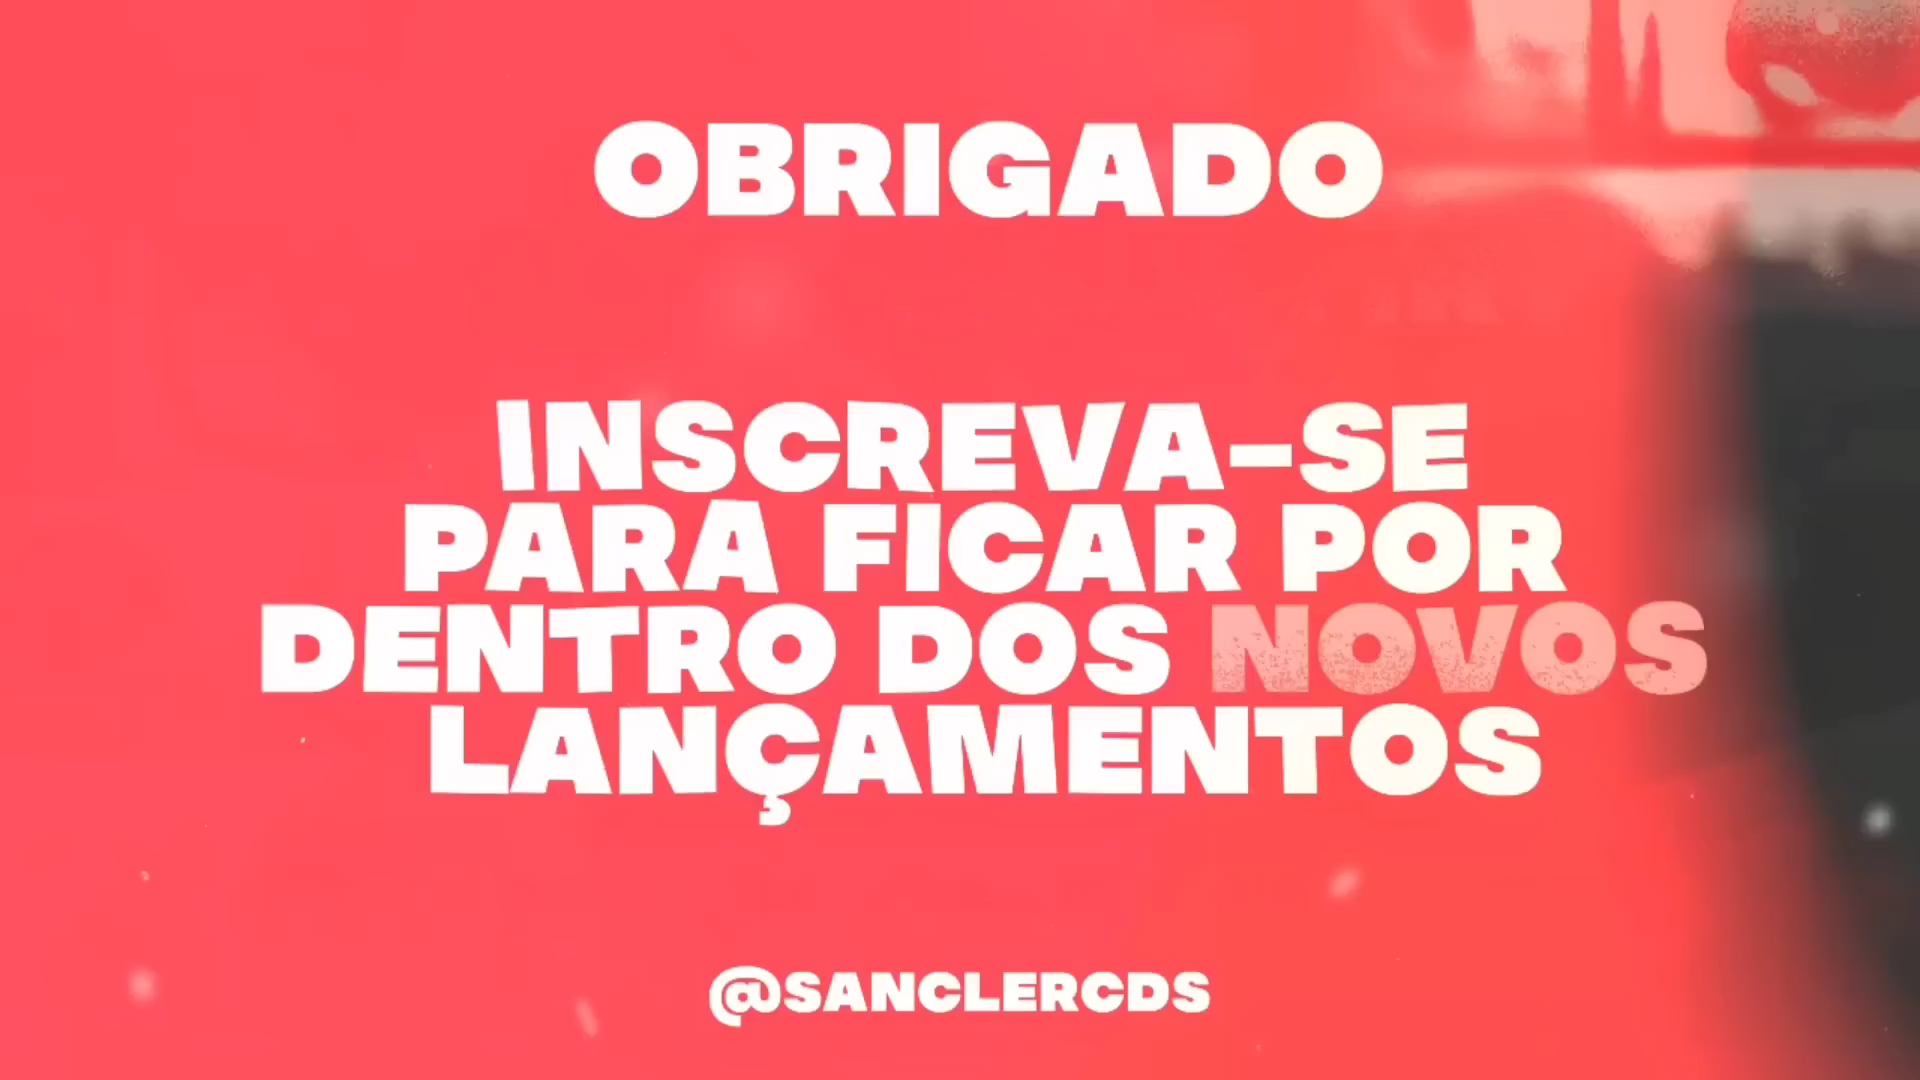 OBRIGADO
INSCREVA-SE
PARA FICAR POR
DENTRO DOS NOVOS
LANÇAMENTOS
@SANCLERCDS